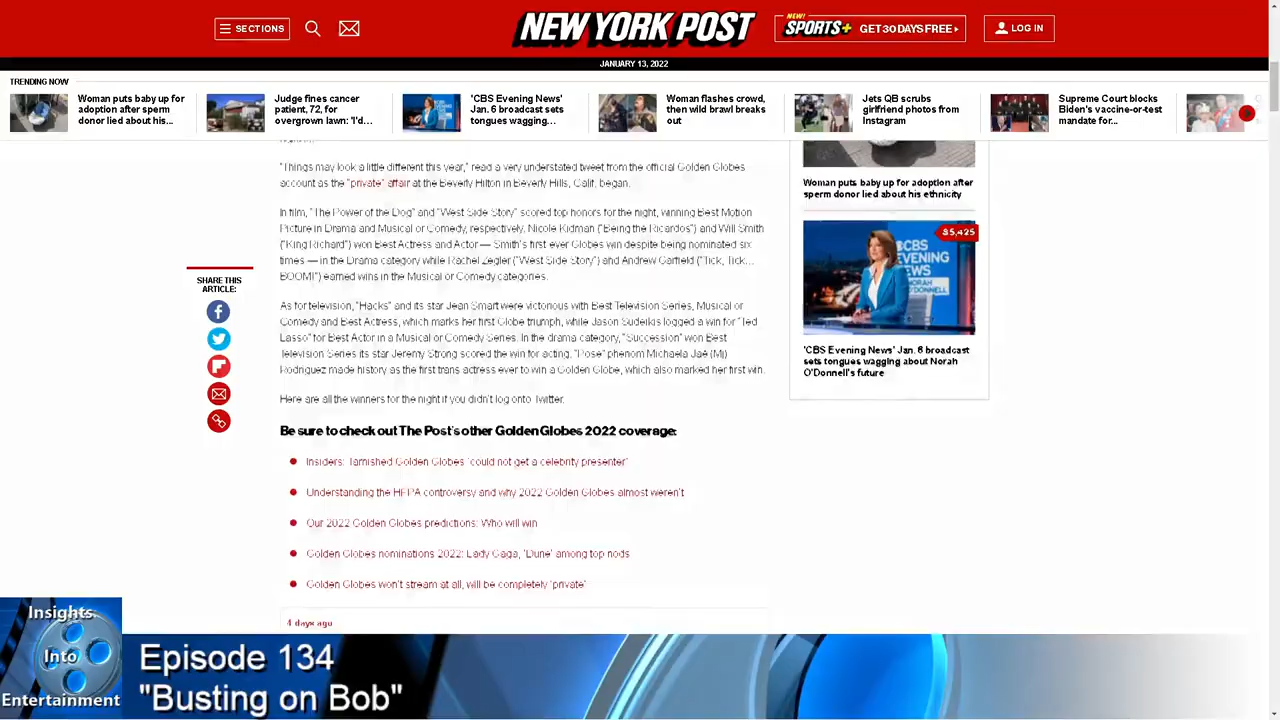 SECTIONS
NEW YORK POST
NEW!
SPORTS+
GET 30 DAYS FREE
LOG IN
JANUARY 13, 2022
TRENDING NOW
Woman puts baby up for
adoption after sperm
donor lied about his...
Judge fines cancer
patient, 72, for
overgrown lawn: 'I'd...
'CBS Evening News'
Jan. 6 broadcast sets
tongues wagging...
Woman flashes crowd,
then wild brawl breaks
out
Jets QB scrubs
girlfriend photos from
Instagram
Supreme Court blocks
Biden's vaccine-or-test
mandate for...
"Things may look a little different this year," read a very understated tweet from the official Golden Globes
account as the "private" affair at the Beverly Hilton in Beverly Hills, Calif, began.
In film, "The Power of the Dog" and "West Side Story" scored top honors for the night, winning Best Motion
Picture in Drama and Musical or Comedy, respectively. Nicole Kidman ("Being the Ricardos") and Will Smith
("King Richard") won Best Actress and Actor — Smith's first ever Globes win despite being nominated six
times — in the Drama category while Rachel Zegler ("West Side Story") and Andrew Garfield ("Tick, Tick...
BOOM!") earned wins in the Musical or Comedy categories.
As for television, "Hacks" and its star Jean Smart were victorious with Best Television Series, Musical or
Comedy and Best Actress, which marks her first Globe triumph, while Jason Sudeikis logged a win for "Ted
Lasso" for Best Actor in a Musical or Comedy Series. In the drama category, "Succession" won Best
Television Series its star Jeremy Strong scored the win for acting. "Pose" phenom Michaela Jaé (Mj)
Rodriguez made history as the first trans actress ever to win a Golden Globe, which also marked her first win.
Here are all the winners for the night if you didn't log onto Twitter.
Be sure to check out The Post's other Golden Globes 2022 coverage:
Insiders: Tarnished Golden Globes 'could not get a celebrity presenter'
Understanding the HFPA controversy and why 2022 Golden Globes almost weren't
Our 2022 Golden Globes predictions: Who will win
Golden Globes nominations 2022: Lady Gaga, 'Dune' among top nods
Golden Globes won't stream at all, will be completely 'private'
4 days ago
SHARE THIS
ARTICLE:
Woman puts baby up for adoption after
sperm donor lied about his ethnicity
85,425
CBS
EVENING
NEWS
NORAH
O'DONNELL
'CBS Evening News' Jan. 6 broadcast
sets tongues wagging about Norah
O'Donnell's future
Insights
Into
Entertainment
Episode 134
"Busting on Bob"